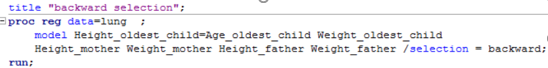 title "backward selection";
proc reg data=lung ;
model Height_oldest_child=Age_oldest_child Weight_oldest_child
Height_mother Weight_mother Height_father Weight_father /selection = backward;
run;